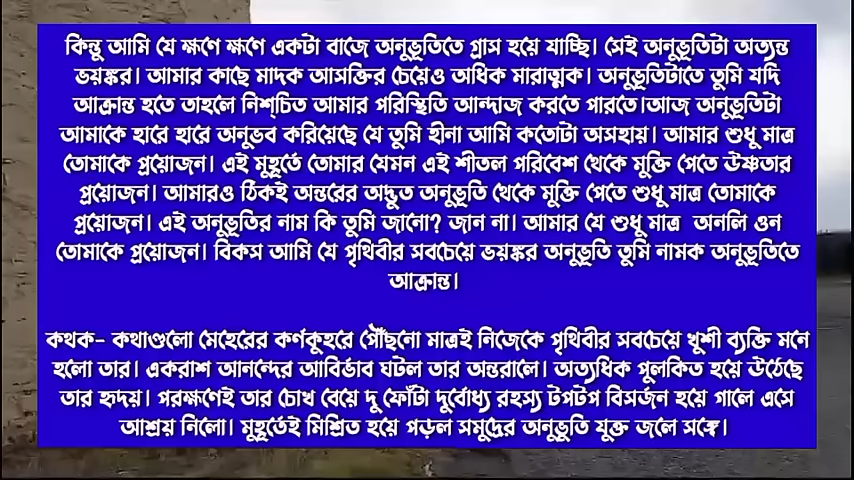 কিন্তু আমি যে ক্ষণে ক্ষণে একটা বাজে অনুভূতিতে গ্রাস হয়ে যাচ্ছি। সেই অনুভূতিটা অত্যন্ত
ভয়ঙ্কর। আমার কাছে মাদক আসক্তির চেয়েও অধিক মারাত্মক। অনুভূতিটাতে তুমি যদি
আক্রান্ত হতে তাহলে নিশ্চিত আমার পরিস্থিতি আন্দাজ করতে পারতে।আজ অনুভূতিটা
আমাকে হারে হারে অনুভব করিয়েছে যে তুমি হীনা আমি কতোটা অসহায়। আমার শুধু মাত্র
তোমাকে প্রয়োজন। এই মুহূর্তে তোমার যেমন এই শীতল পরিবেশ থেকে মুক্তি পেতে উষ্ণতার
প্রয়োজন। আমারও ঠিকই অন্তরের অদ্ভুত অনুভূতি থেকে মুক্তি পেতে শুধু মাত্র তোমাকে
প্রয়োজন। এই অনুভূতির নাম কি তুমি জানো? জান না। আমার যে শুধু মাত্র অনলি ওন
তোমাকে প্রয়োজন। বিকস আমি যে পৃথিবীর সবচেয়ে ভয়ঙ্কর অনুভূতি তুমি নামক অনুভূতিতে
আক্রান্ত।
কথক- কথাগুলো মেহেরের কর্ণকুহরে পৌঁছনো মাত্রই নিজেকে পৃথিবীর সবচেয়ে খুশী ব্যক্তি মনে
হলো তার। একরাশ আনন্দের আবির্ভাব ঘটল তার অন্তরালে। অত্যধিক পুলকিত হয়ে উঠেছে
তার হৃদয়। পরক্ষণেই তার চোখ বেয়ে দু ফোঁটা দুর্বোধ্য রহস্য টপটপ বিসর্জন হয়ে গালে এসে
আশ্রয় নিলো। মুহূর্তেই মিশ্রিত হয়ে পড়ল সমুদ্রের অনুভূতি যুক্ত জলে সঙ্গে।